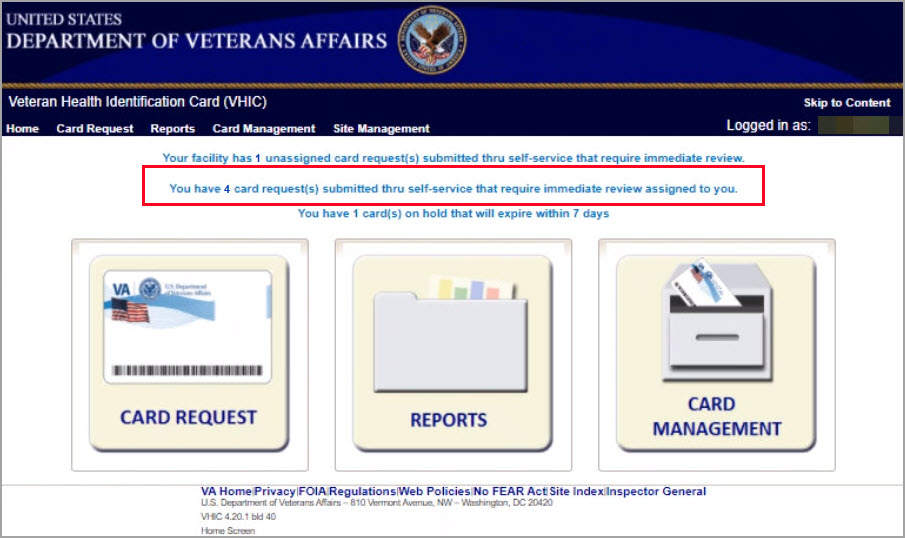 UNITED STATES
DEPARTMENT OF VETERANS AFFAIRS
Veteran Health Identification Card (VHIC)
Skip to Content
Home Card Request Reports Card Management Site Management
Logged in as:
Your facility has 1 unassigned card request(s) submitted thru self-service that require immediate review.
You have 4 card request(s) submitted thru self-service that require immediate review assigned to you.
You have 1 card(s) on hold that will expire within 7 days
VA
U.S. Department
of Veterans Affairs
CARD REQUEST
REPORTS
CARD
MANAGEMENT
VA Home|Privacy|FOIA|Regulations|Web Policies|No FEAR Act|Site Index|Inspector General
U.S. Department of Veterans Affairs – 810 Vermont Avenue, NW – Washington, DC 20420
VHIC 4.20.1 bld 40
Home Screen